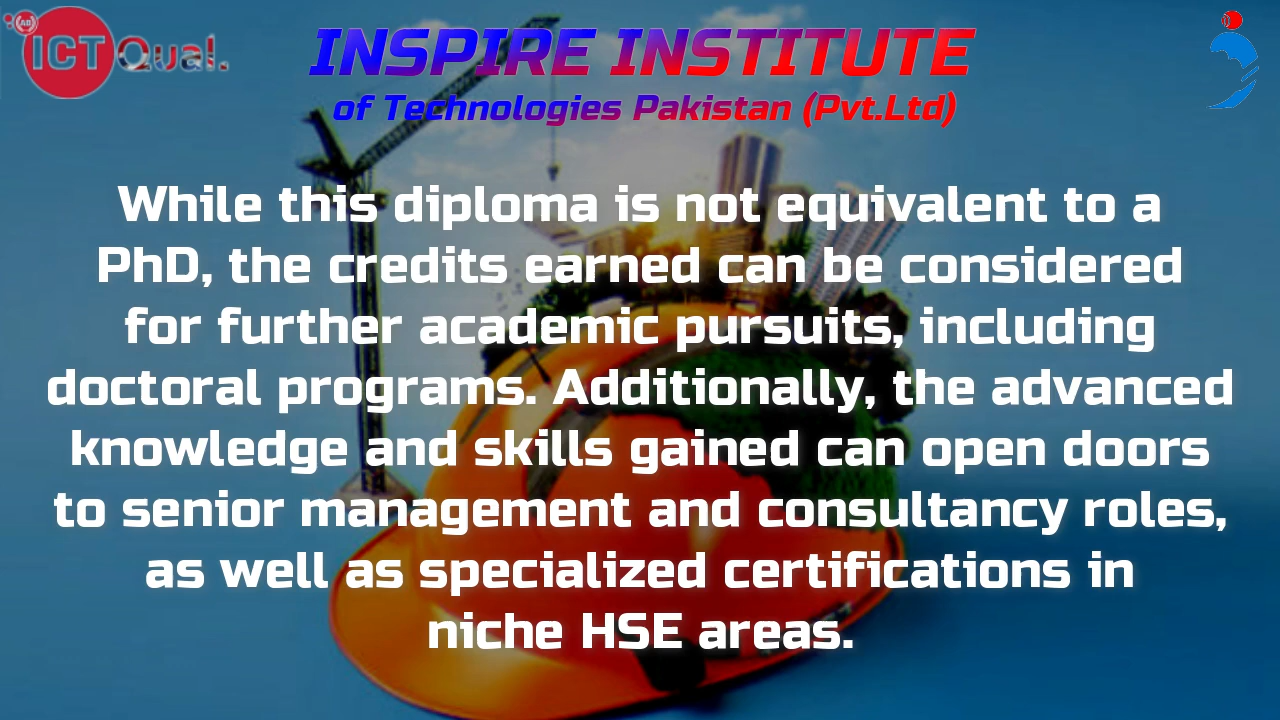 AB
ICTQual.
INSPIRE INSTITUTE
of Technologies Pakistan (Pvt.Ltd)
While this diploma is not equivalent to a
PhD, the credits earned can be considered
for further academic pursuits, including
doctoral programs. Additionally, the advanced
knowledge and skills gained can open doors
to senior management and consultancy roles,
as well as specialized certifications in
niche HSE areas.